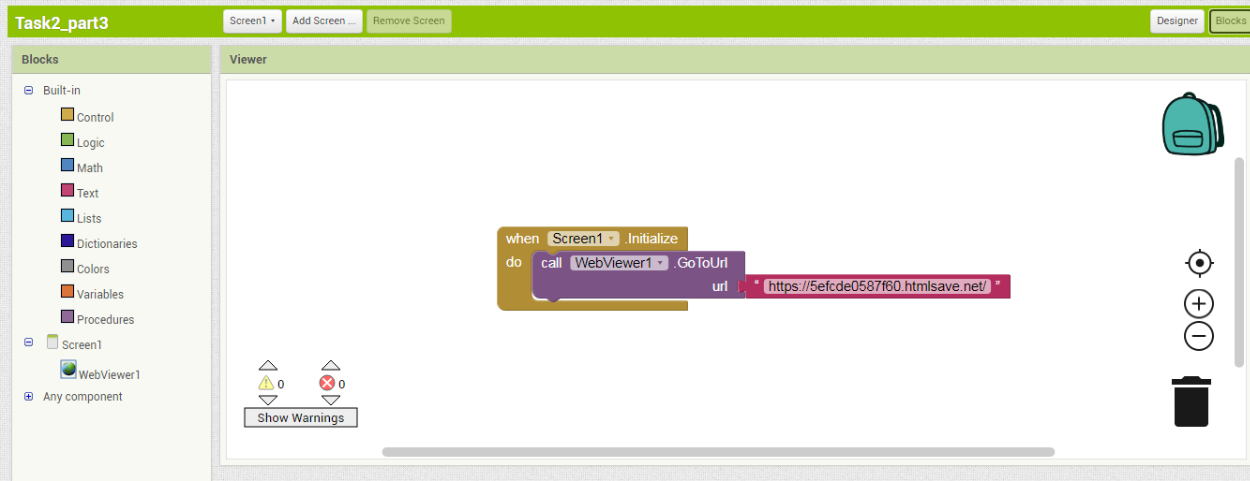 Task2_part3
Screen1 Add Screen ... Remove Screen
Designer Blocks
Blocks
Viewer
Built-in
Control
Logic
Math
Text
Lists
Dictionaries
Colors
Variables
Procedures
Screen1
WebViewer1
Any component
when Screen1 .Initialize
do call WebViewer1 .GoToUrl
url " https://5efcde0587f60.htmlsave.net/ "
0 0
Show Warnings